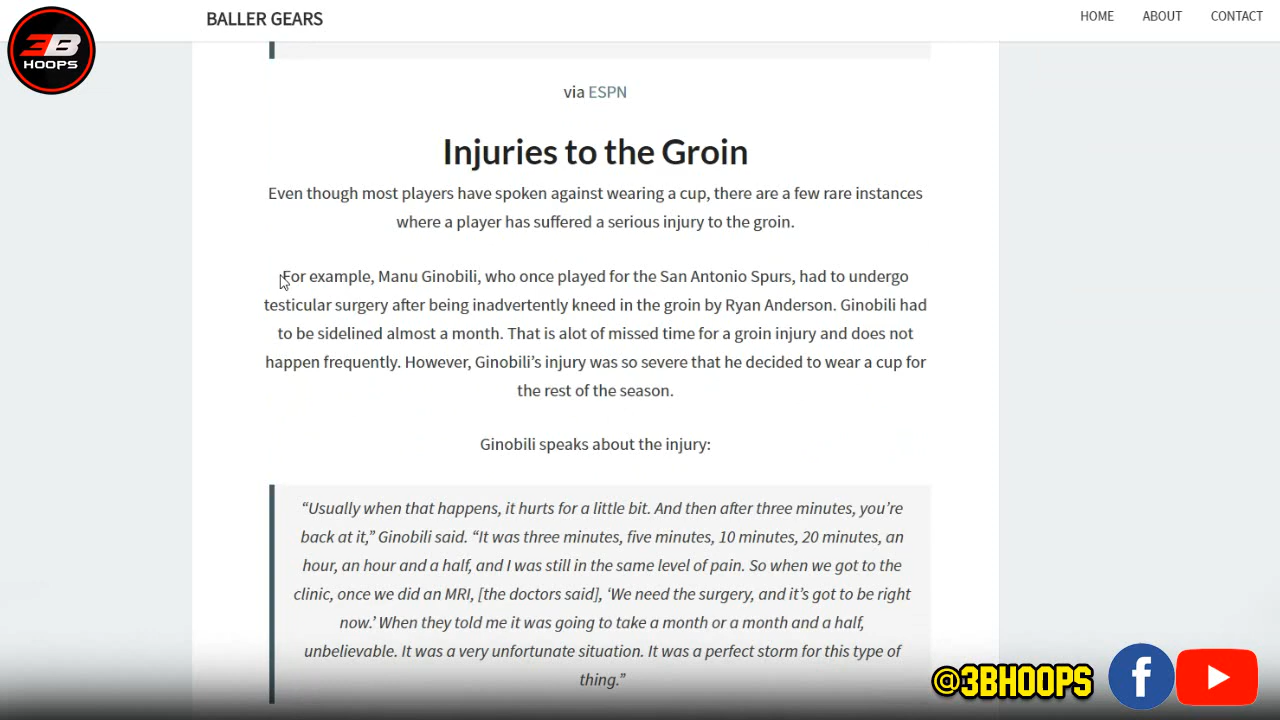 3B
HOOPS
BALLER GEARS
HOME
ABOUT
CONTACT
via ESPN
Injuries to the Groin
Even though most players have spoken against wearing a cup, there are a few rare instances
where a player has suffered a serious injury to the groin.
For example, Manu Ginobili, who once played for the San Antonio Spurs, had to undergo
testicular surgery after being inadvertently kneed in the groin by Ryan Anderson. Ginobili had
to be sidelined almost a month. That is alot of missed time for a groin injury and does not
happen frequently. However, Ginobili’s injury was so severe that he decided to wear a cup for
the rest of the season.
Ginobili speaks about the injury:
“Usually when that happens, it hurts for a little bit. And then after three minutes, you’re
back at it,” Ginobili said. “It was three minutes, five minutes, 10 minutes, 20 minutes, an
hour, an hour and a half, and I was still in the same level of pain. So when we got to the
clinic, once we did an MRI, [the doctors said], ‘We need the surgery, and it’s got to be right
now.’ When they told me it was going to take a month or a month and a half,
unbelievable. It was a very unfortunate situation. It was a perfect storm for this type of
thing.”
@3BHOOPS